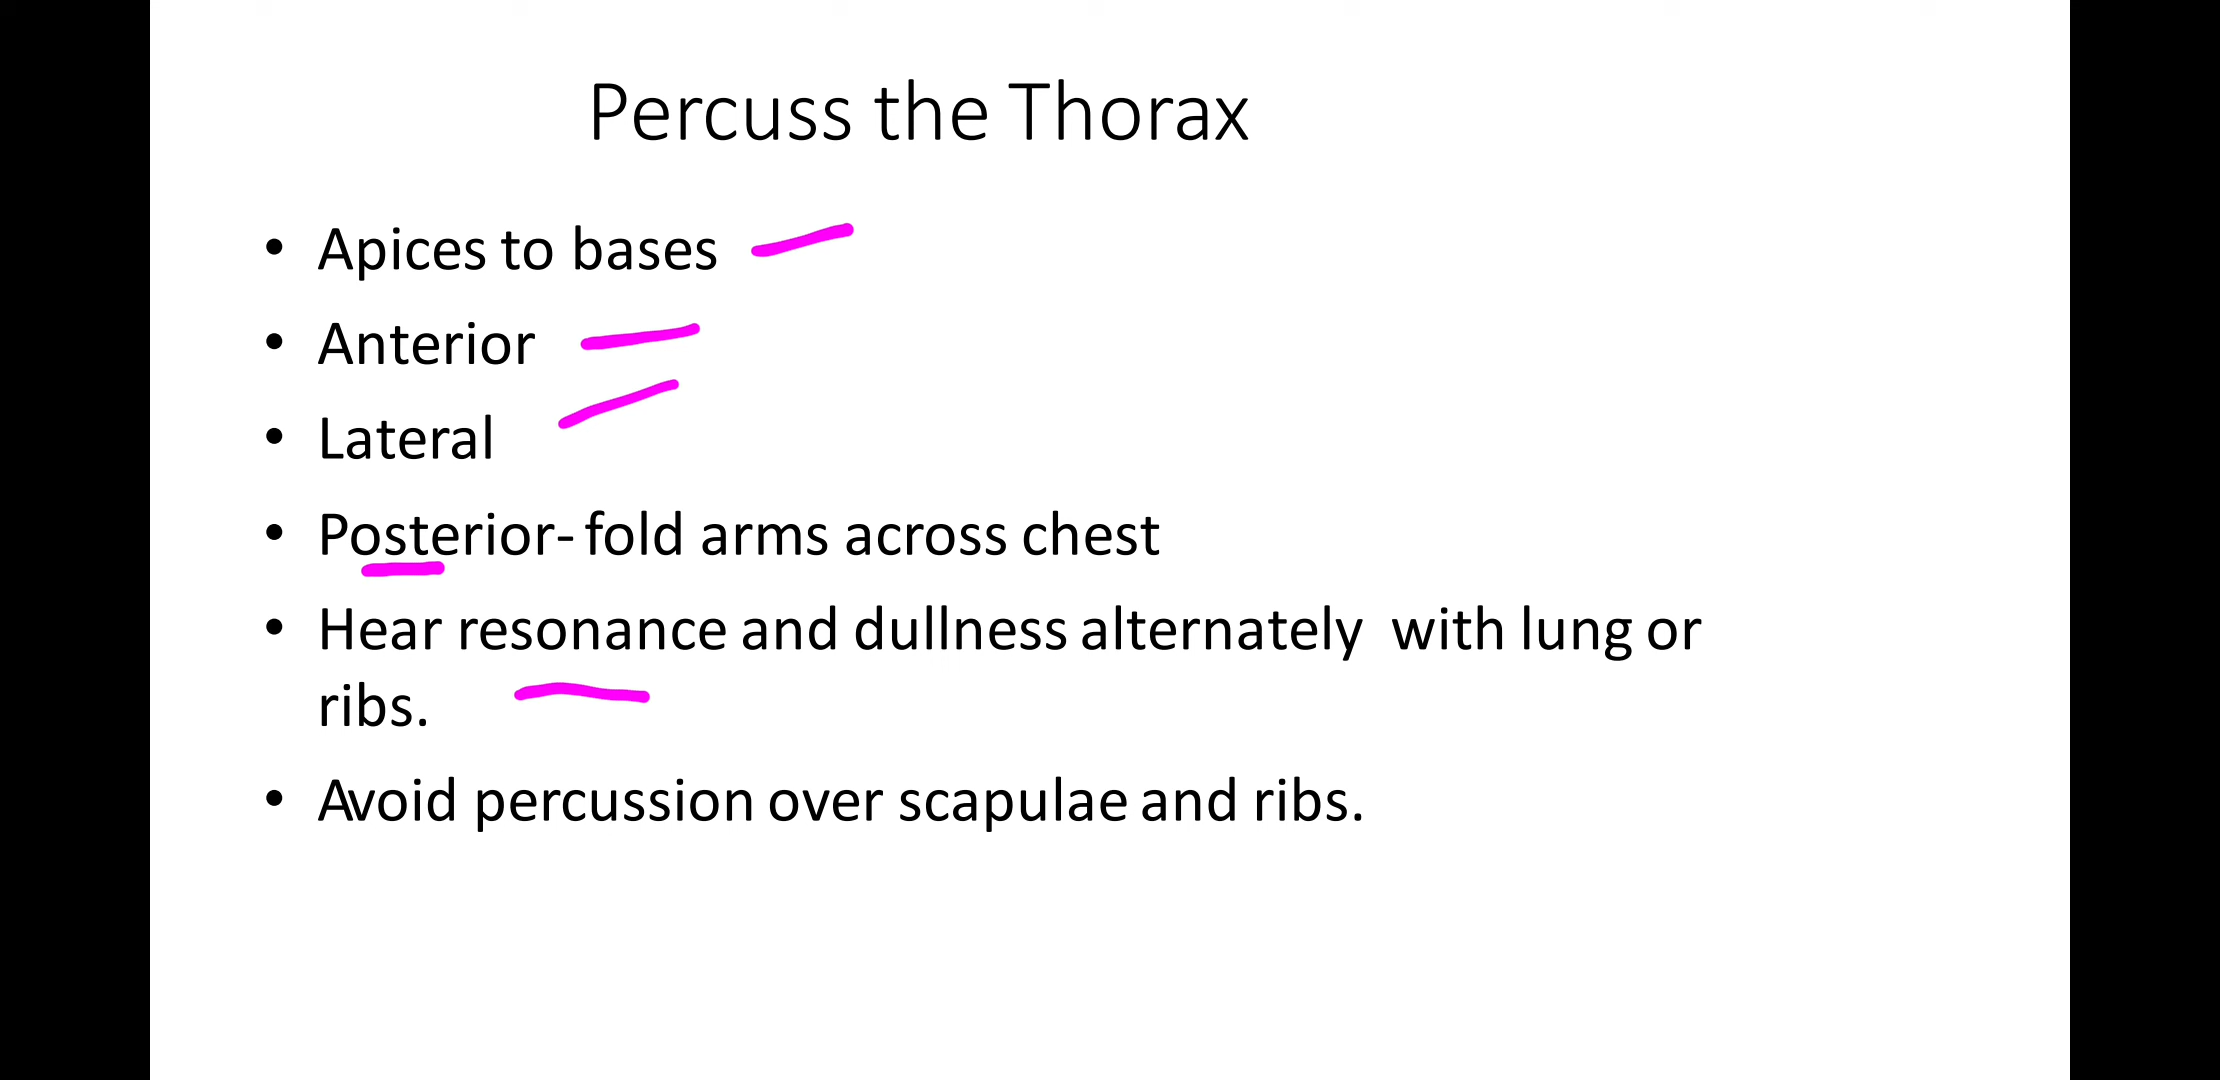 Percuss the Thorax
• Apices to bases
• Anterior
• Lateral
• Posterior- fold arms across chest
• Hear resonance and dullness alternately with lung or
ribs.
• Avoid percussion over scapulae and ribs.